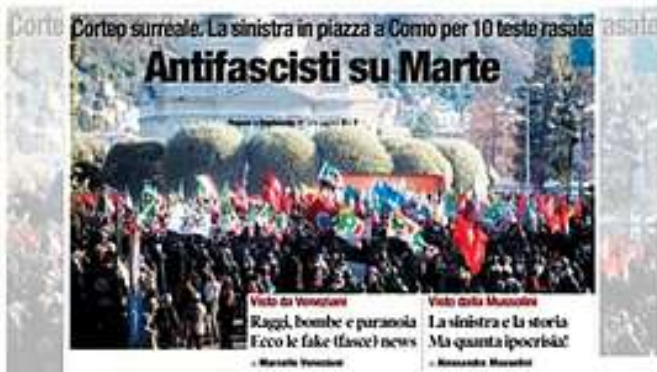 Corteo surreale. La sinistra in piazza a Como per 10 teste rasate
Antifascisti su Marte
Visto da Veneziani
Raggi, bombe e paranoia
Ecco le fake (fasce) news
Marcello Veneziani
Visto dalla Mussolini
La sinistra e la storia
Ma quanta ipocrisia!
Alessandra Mussolini